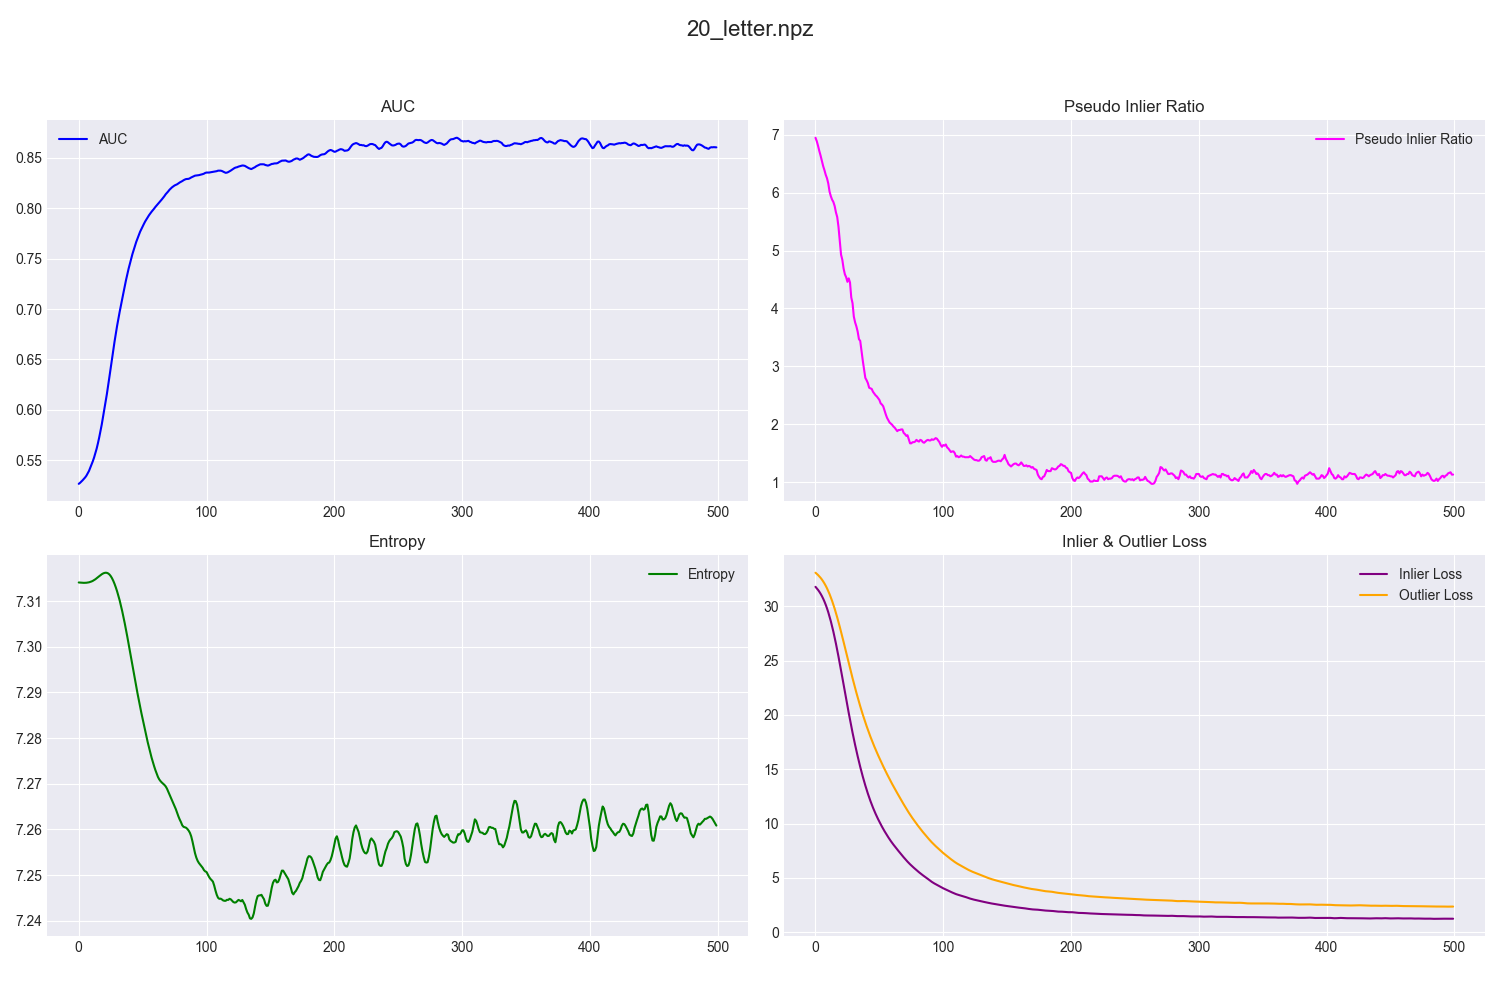 20_letter.npz
AUC
AUC
0.85
0.80
0.75
0.70
0.65
0.60
0.55
0 100 200 300 400 500
Pseudo Inlier Ratio
Pseudo Inlier Ratio
7
6
5
4
3
2
1
0 100 200 300 400 500
Entropy
Entropy
7.31
7.30
7.29
7.28
7.27
7.26
7.25
7.24
0 100 200 300 400 500
Inlier & Outlier Loss
Inlier Loss
Outlier Loss
30
25
20
15
10
5
0
0 100 200 300 400 500